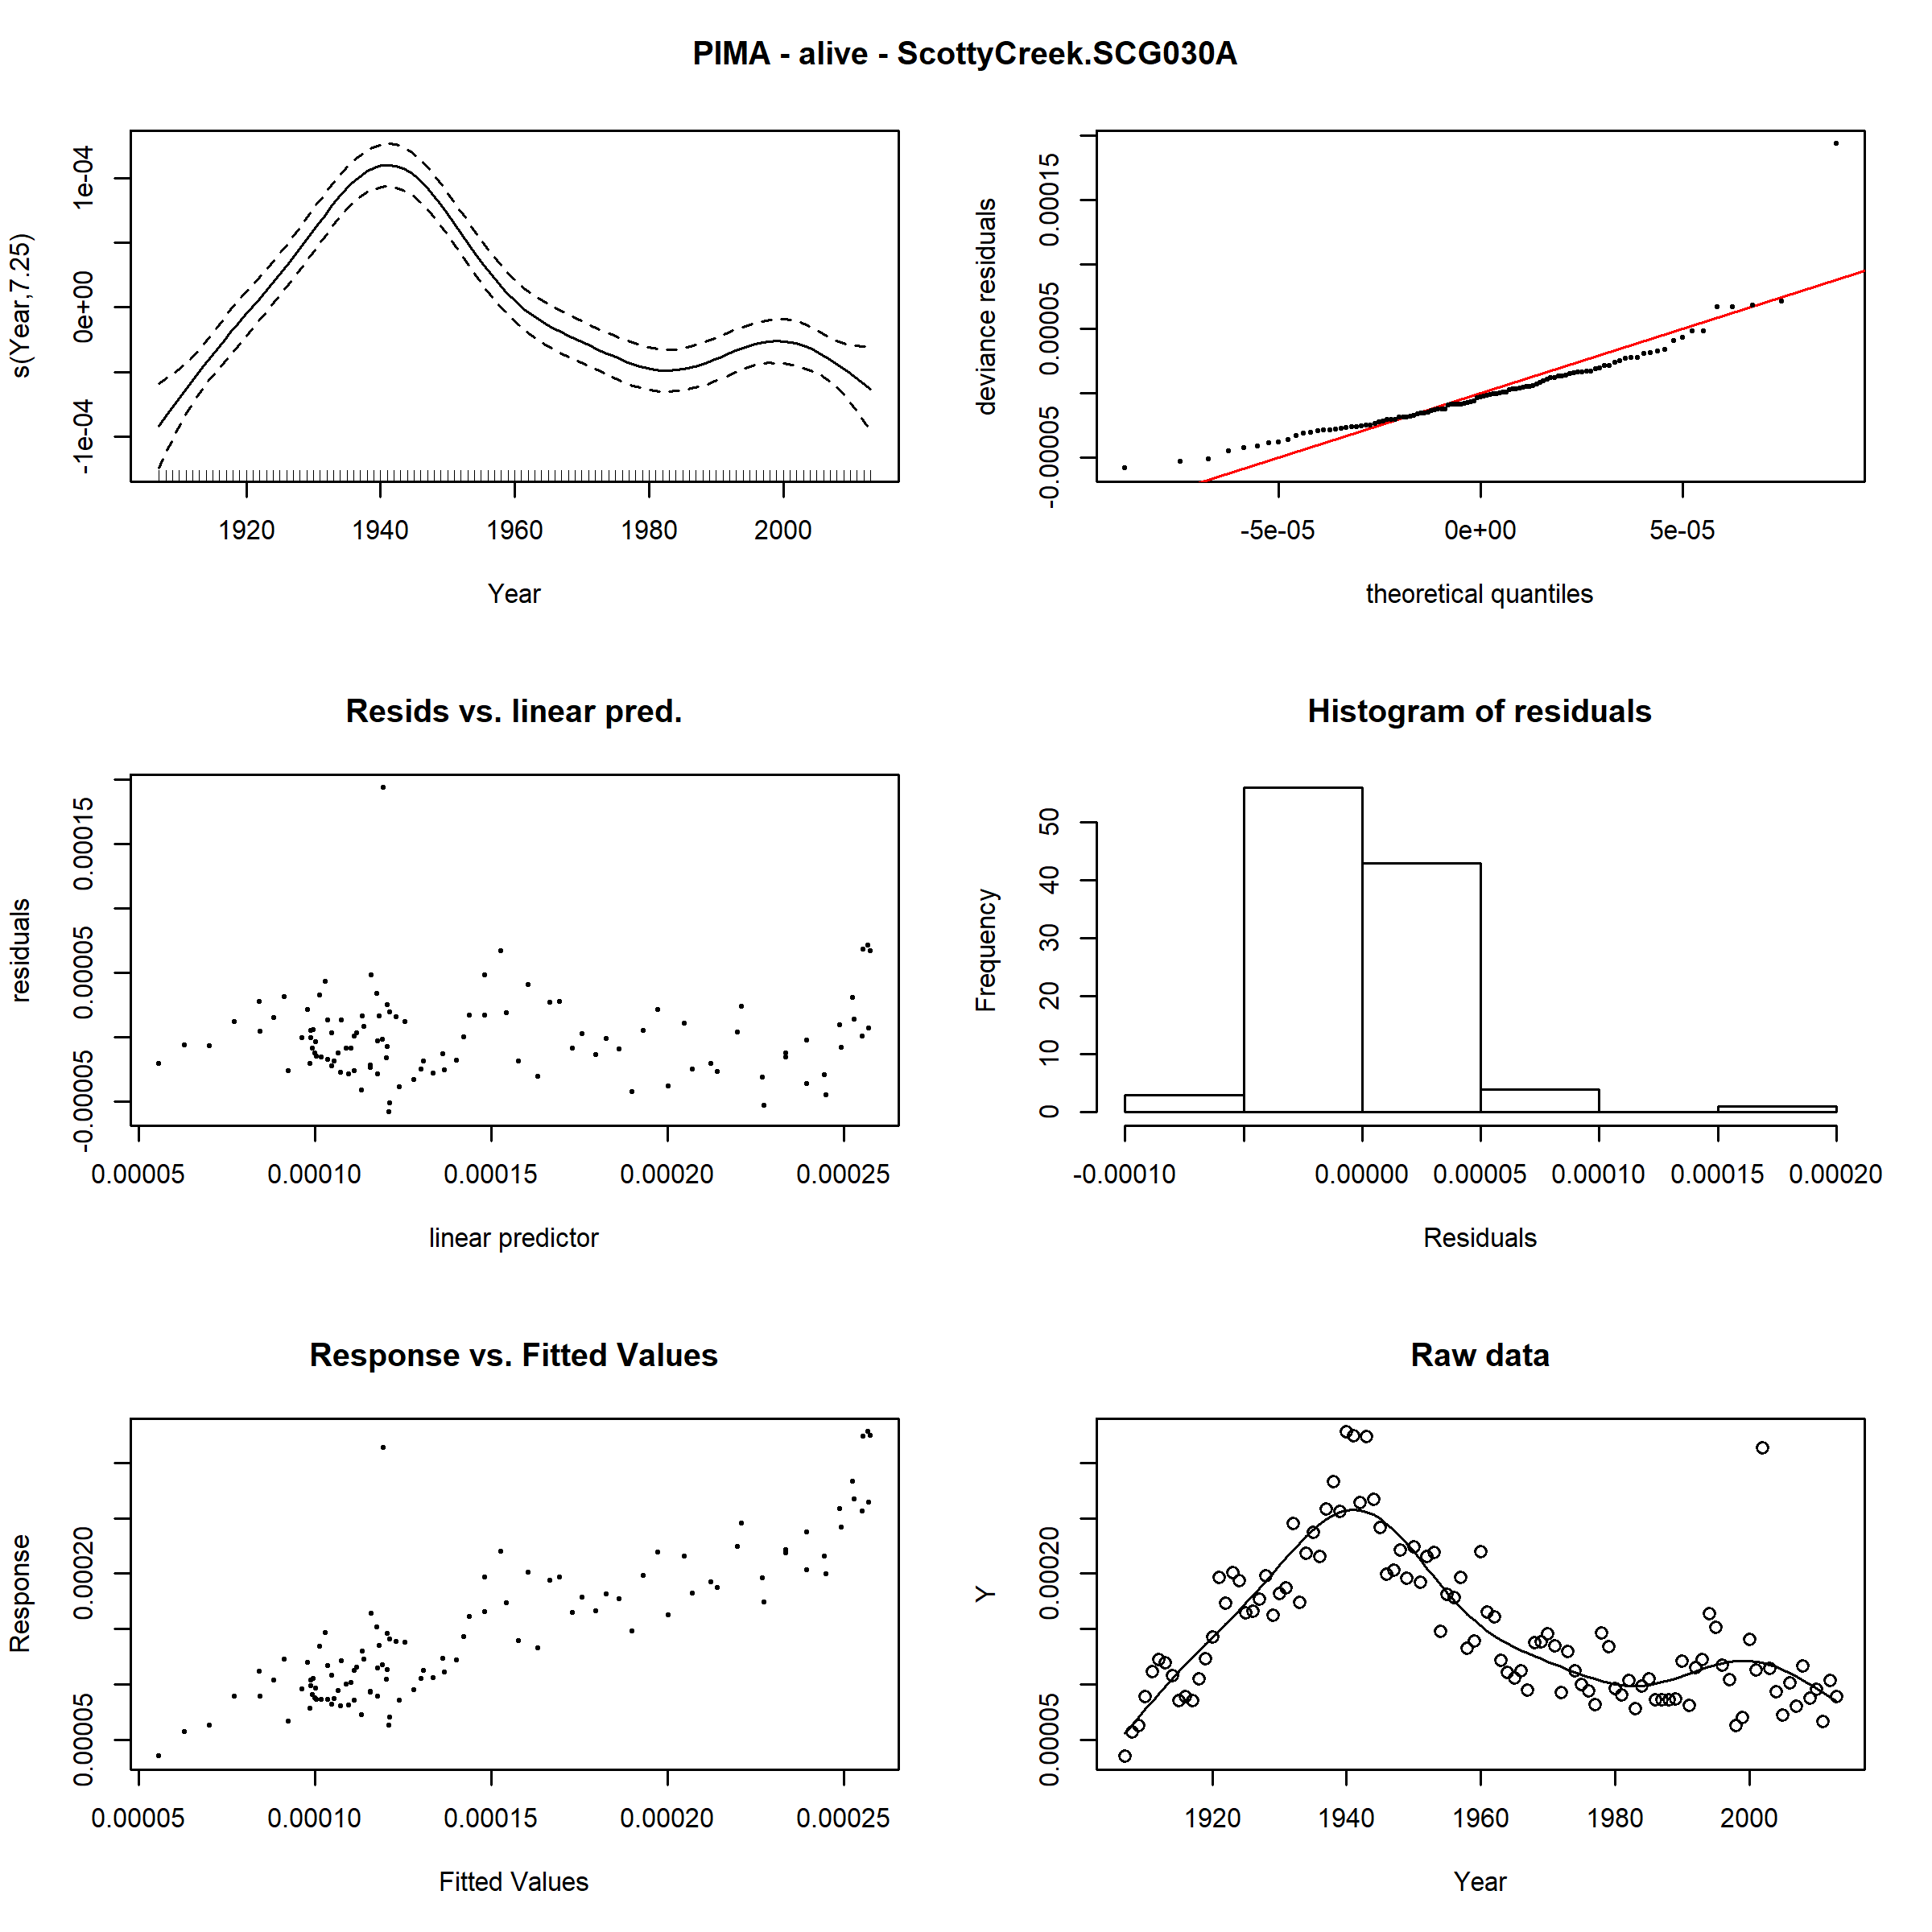 PIMA - alive - ScottyCreek.SCG030A
s(Year,7.25)
-1e-04 0e+00 1e-04
1920 1940 1960 1980 2000
Year
deviance residuals
-0.00005 0.00005 0.00015
-5e-05 0e+00 5e-05
theoretical quantiles
Resids vs. linear pred.
residuals
-0.00005 0.00005 0.00015
0.00005 0.00010 0.00015 0.00020 0.00025
linear predictor
Histogram of residuals
Frequency
0 10 20 30 40 50
-0.00010 0.00000 0.00005 0.00010 0.00015 0.00020
Residuals
Response vs. Fitted Values
Response
0.00005 0.00020
0.00005 0.00010 0.00015 0.00020 0.00025
Fitted Values
Raw data
Y
0.00005 0.00020
1920 1940 1960 1980 2000
Year